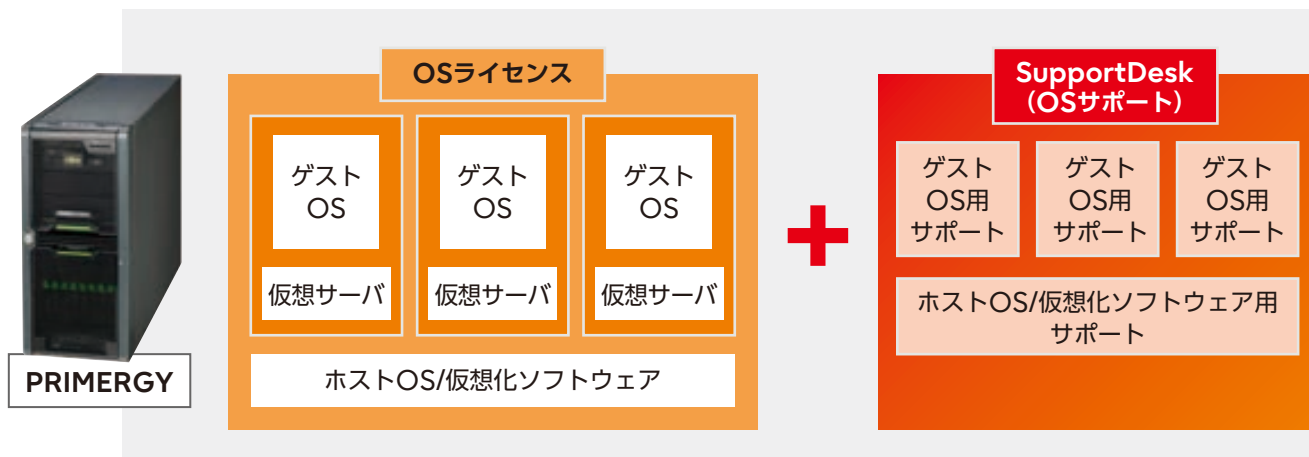 OSライセンス
SupportDesk
（OSサポート）
ゲスト
OS
ゲスト
OS
ゲスト
OS
仮想サーバ
仮想サーバ
仮想サーバ
ホストOS/仮想化ソフトウェア
ゲスト
OS用
サポート
ゲスト
OS用
サポート
ゲスト
OS用
サポート
ホストOS/仮想化ソフトウェア用
サポート
PRIMERGY